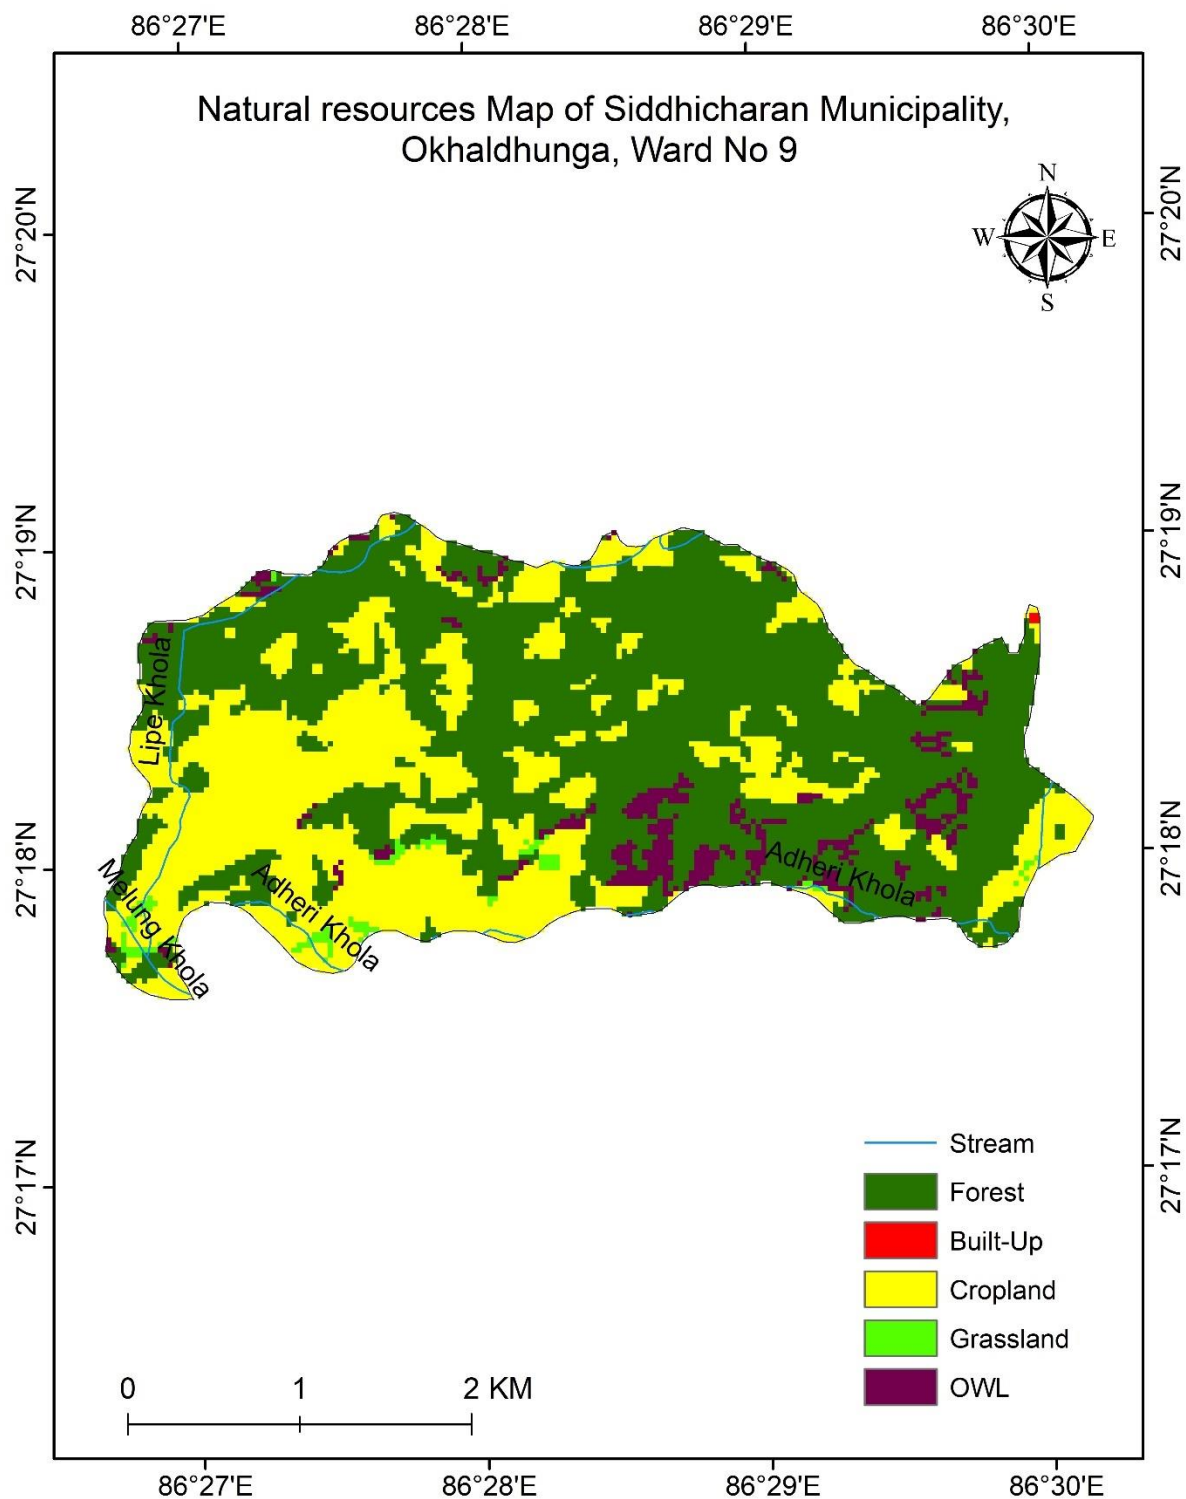 86°27'E 86°28'E 86°29'E 86°30'E
Natural resources Map of Siddhicharan Municipality,
Okhaldhunga, Ward No 9
N
W E
S
27°20'N
27°20'N
27°19'N
27°19'N
27°18'N
27°18'N
27°17'N
27°17'N
Lipe Khola
Melung Khola
Adheri Khola
Adheri Khola
Stream
Forest
Built-Up
Cropland
Grassland
OWL
0 1 2 KM
86°27'E 86°28'E 86°29'E 86°30'E